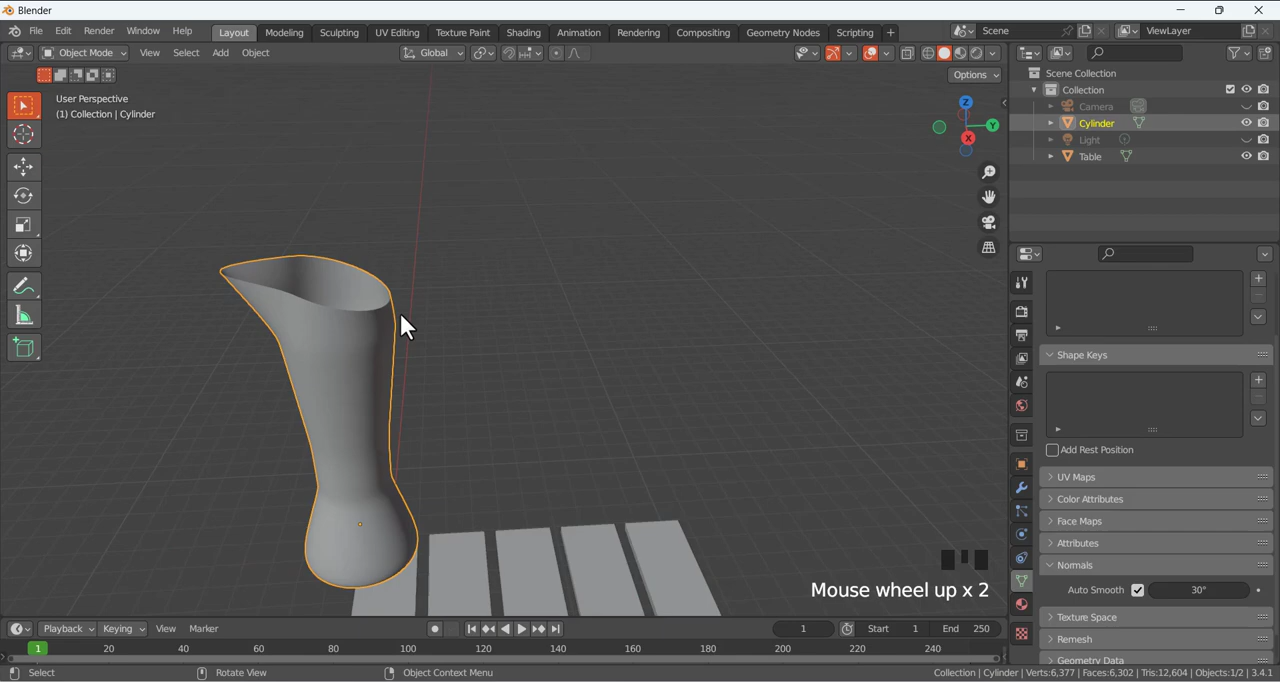 Blender
File Edit Render Window Help Layout Modeling Sculpting UV Editing Texture Paint Shading Animation Rendering Compositing Geometry Nodes Scripting + Scene ViewLayer
Object Mode View Select Add Object Global
Options
User Perspective
(1) Collection | Cylinder
Z
Y
X
Scene Collection
Collection
Camera
Cylinder
Light
Table
Shape Keys
Add Rest Position
UV Maps
Color Attributes
Face Maps
Attributes
Normals
Auto Smooth 30°
Texture Space
Remesh
Geometry Data
Mouse wheel up x 2
Playback Keying View Marker 1 Start 1 End 250
1 20 40 60 80 100 120 140 160 180 200 220 240
Select Rotate View Object Context Menu Collection | Cylinder | Verts:6,377 | Faces:6,302 | Tris:12,604 | Objects:1/2 | 3.4.1